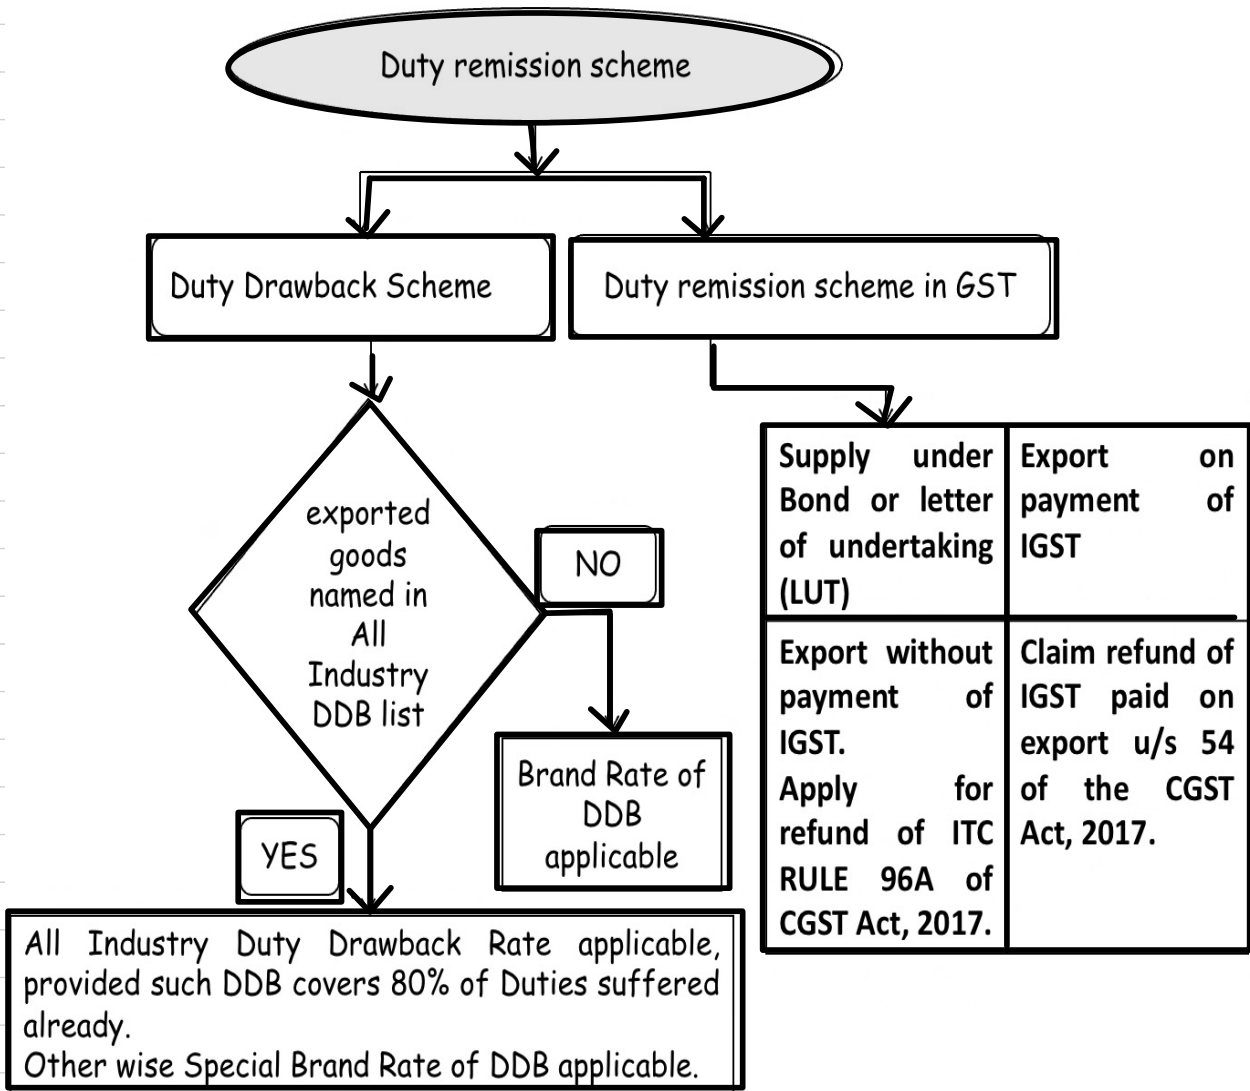 Duty remission scheme
Duty Drawback Scheme
Duty remission scheme in GST
exported
goods
named in
All
Industry
DDB list
NO
Brand Rate of
DDB
applicable
YES
All Industry Duty Drawback Rate applicable,
provided such DDB covers 80% of Duties suffered
already.
Other wise Special Brand Rate of DDB applicable.
Supply under
Bond or letter
of undertaking
(LUT)
Export on
payment of
IGST
Export without
payment of
IGST.
Apply for
refund of ITC
RULE 96A of
CGST Act, 2017.
Claim refund of
IGST paid on
export u/s 54
of the CGST
Act, 2017.